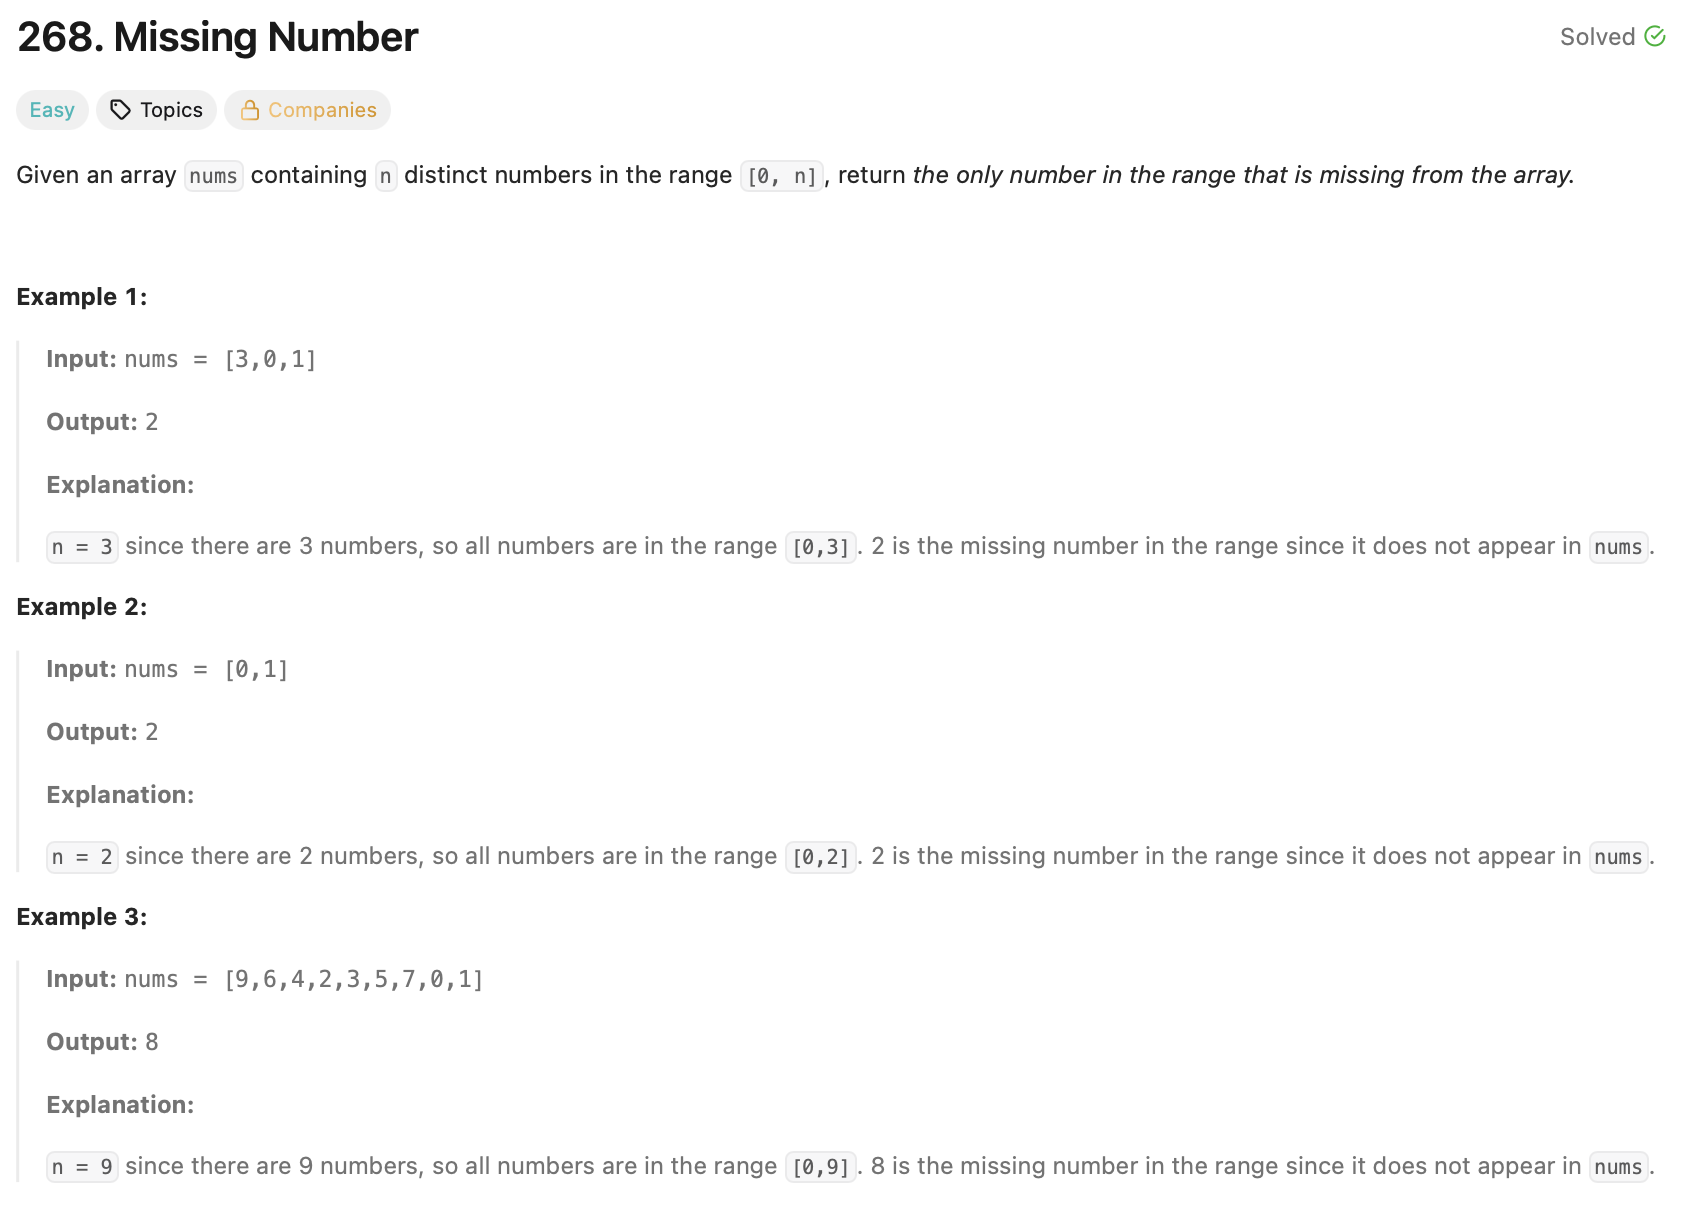 268. Missing Number
Solved
Easy
Topics
Companies
Given an array nums containing n distinct numbers in the range [0, n], return the only number in the range that is missing from the array.
Example 1:
Input: nums = [3,0,1]
Output: 2
Explanation:
n = 3 since there are 3 numbers, so all numbers are in the range [0,3]. 2 is the missing number in the range since it does not appear in nums.
Example 2:
Input: nums = [0,1]
Output: 2
Explanation:
n = 2 since there are 2 numbers, so all numbers are in the range [0,2]. 2 is the missing number in the range since it does not appear in nums.
Example 3:
Input: nums = [9,6,4,2,3,5,7,0,1]
Output: 8
Explanation:
n = 9 since there are 9 numbers, so all numbers are in the range [0,9]. 8 is the missing number in the range since it does not appear in nums.